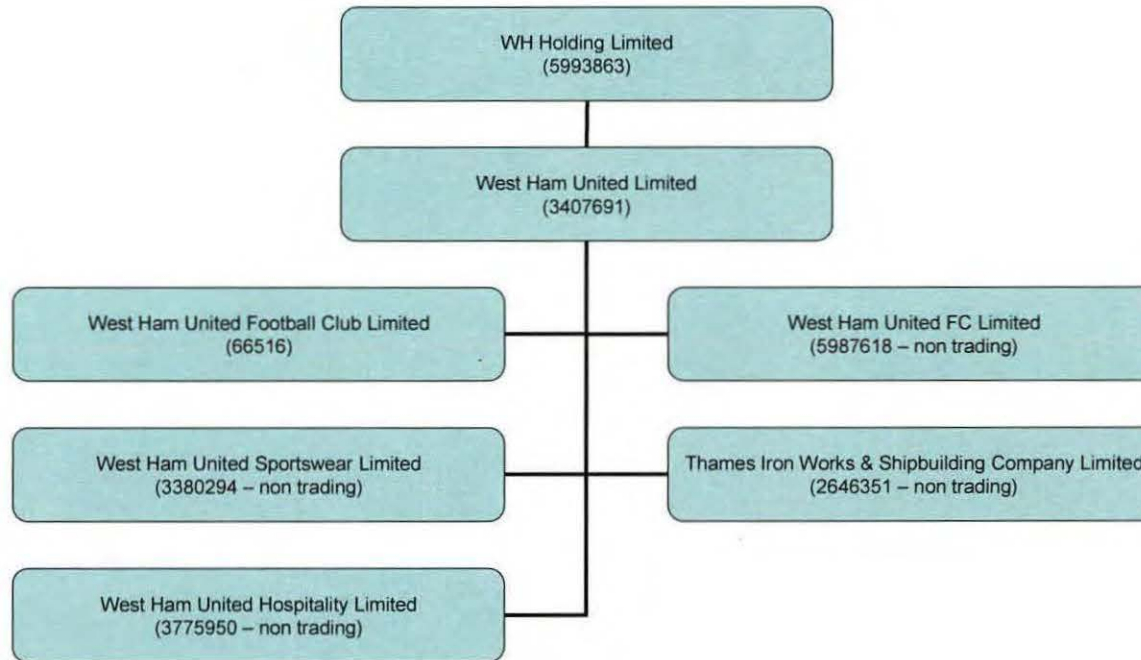 WH Holding Limited
(5993863)
West Ham United Limited
(3407691)
West Ham United Football Club Limited
(66516)
West Ham United FC Limited
(5987618 – non trading)
West Ham United Sportswear Limited
(3380294 – non trading)
Thames Iron Works & Shipbuilding Company Limited
(2646351 – non trading)
West Ham United Hospitality Limited
(3775950 – non trading)